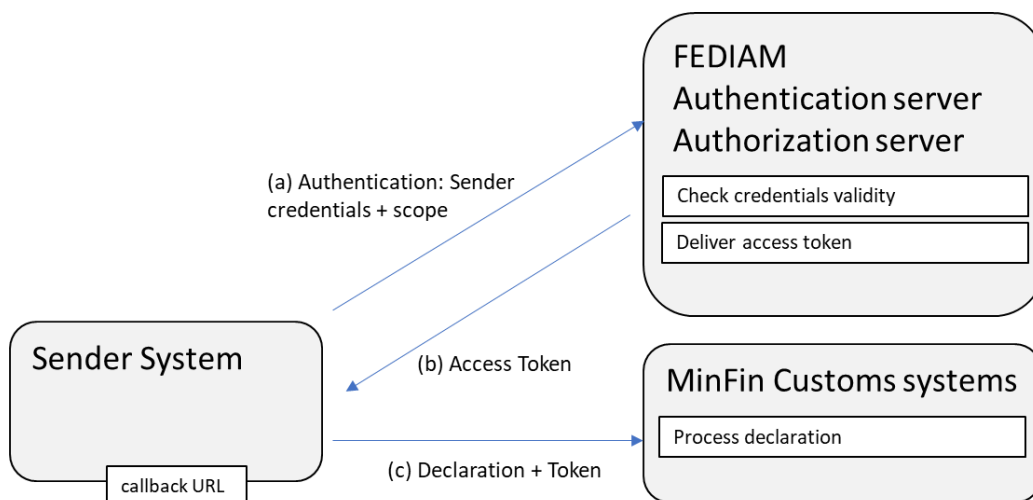 FEDIAM
Authentication server
Authorization server
Check credentials validity
Deliver access token
(a) Authentication: Sender
credentials + scope
(b) Access Token
Sender System
callback URL
MinFin Customs systems
Process declaration
(c) Declaration + Token